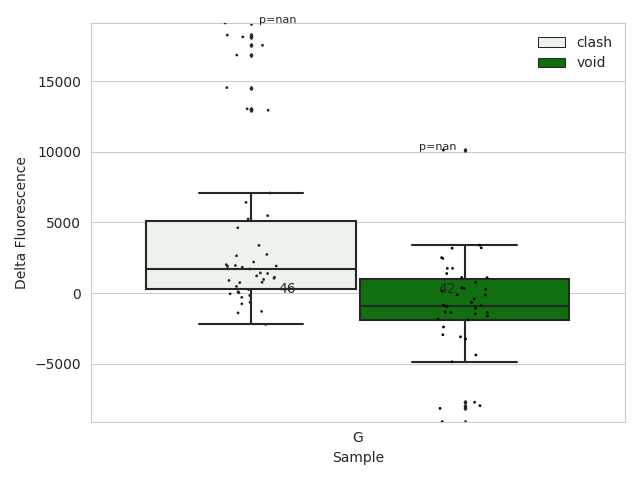 p=nan
clash
void
15000
p=nan
10000
5000
46
42
0
−5000
Delta Fluorescence
G
Sample